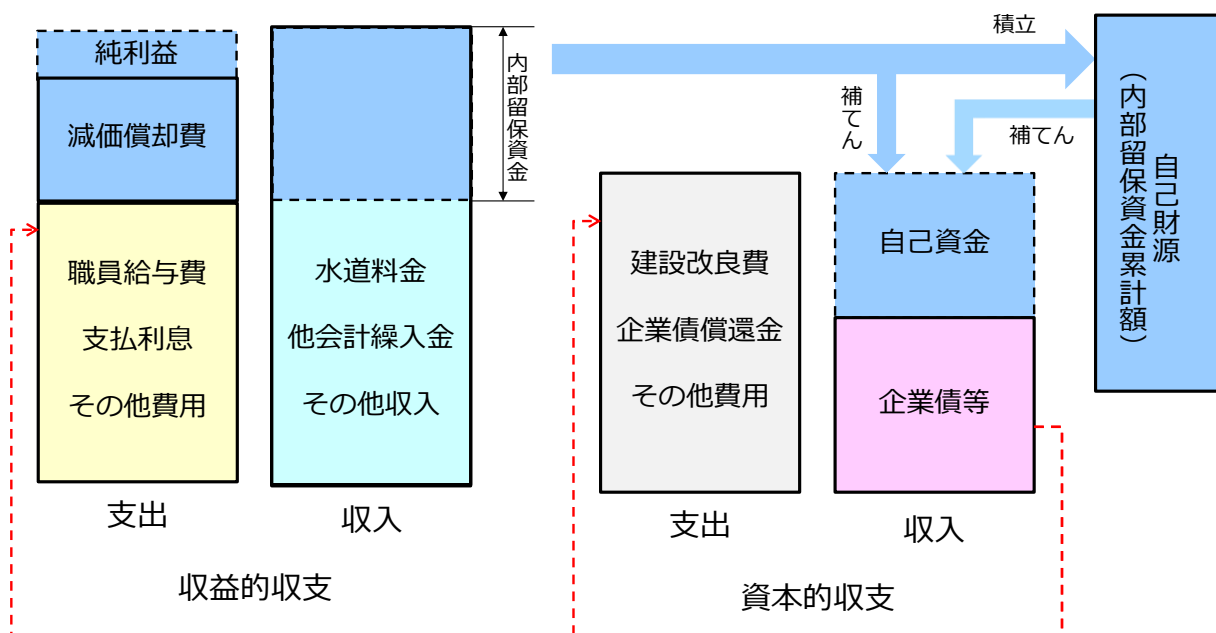 純利益
減価償却費
職員給与費
支払利息
その他費用
支出
内部留保資金
水道料金
他会計繰入金
その他収入
収入
収益的収支
積立
補てん
補てん
建設改良費
企業債償還金
その他費用
支出
自己資金
企業債等
収入
資本的収支
自己財源
（内部留保資金累計額）